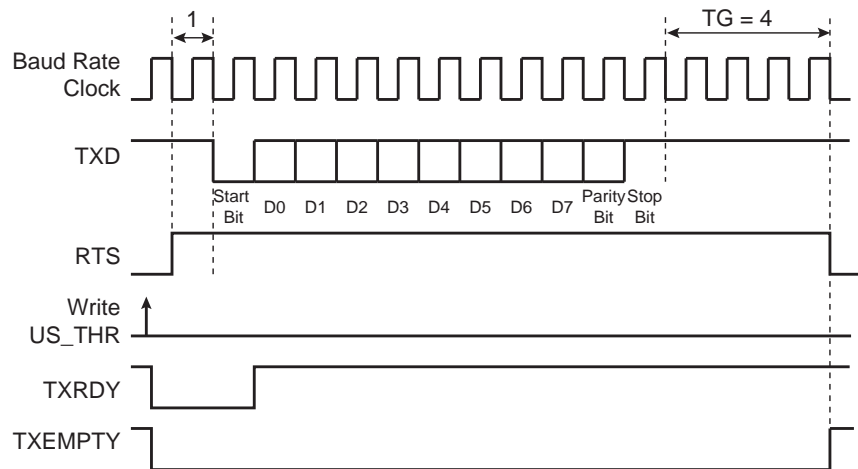 1
TG = 4
Baud Rate
Clock
TXD
Start
Bit
D0
D1
D2
D3
D4
D5
D6
D7
Parity
Bit
Stop
Bit
RTS
Write
US_THR
TXRDY
TXEMPTY